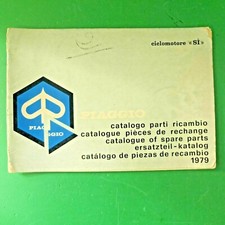 ciclomotore «SI»
PIAGGIO
PIAGGIO
catalogo parti ricambio
catalogue pièces de rechange
catalogue of spare parts
ersatzteil-katalog
catálogo de piezas de recambio
1979